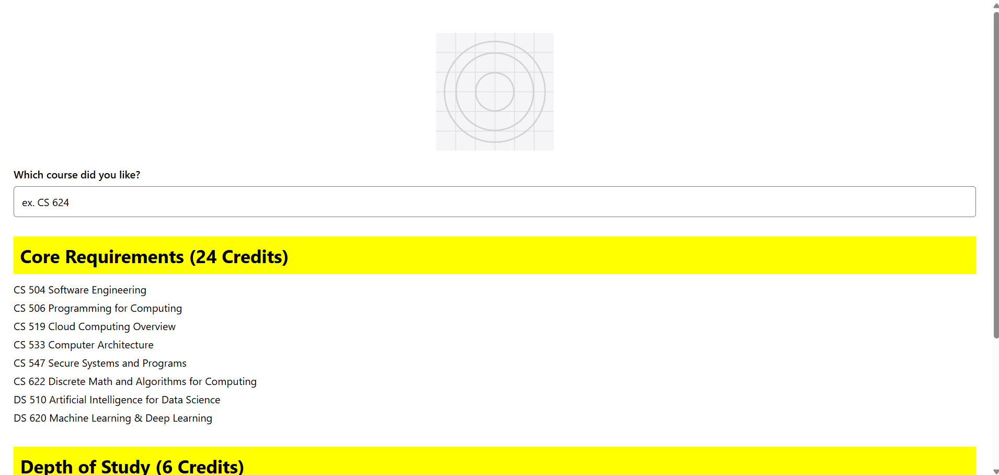 Which course did you like?
ex. CS 624
Core Requirements (24 Credits)
CS 504 Software Engineering
CS 506 Programming for Computing
CS 519 Cloud Computing Overview
CS 533 Computer Architecture
CS 547 Secure Systems and Programs
CS 622 Discrete Math and Algorithms for Computing
DS 510 Artificial Intelligence for Data Science
DS 620 Machine Learning & Deep Learning
Depth of Study (6 Credits)